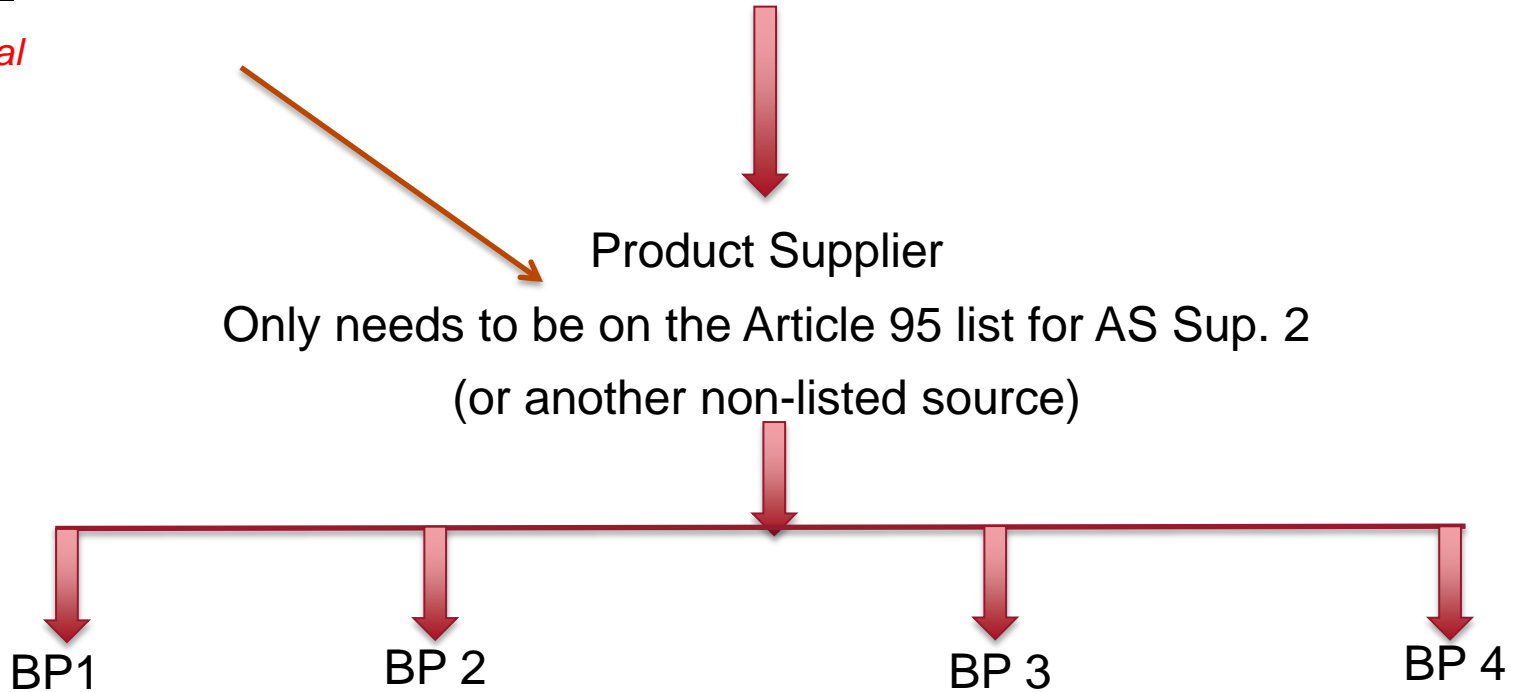 Product Supplier
Only needs to be on the Article 95 list for AS Sup. 2
(or another non-listed source)
BP1
BP 2
BP 3
BP 4